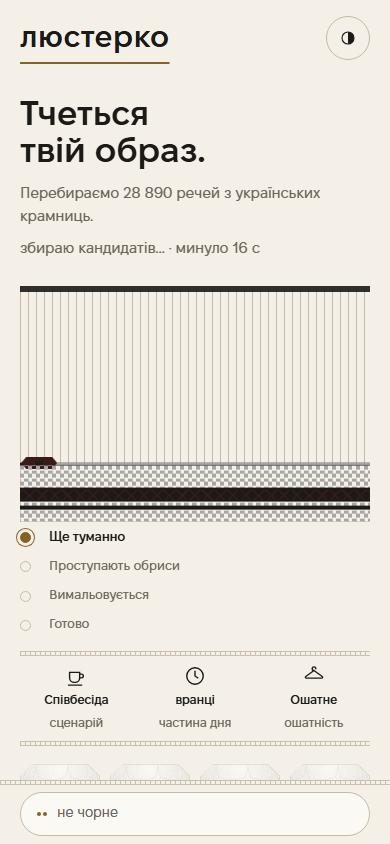 люстерко
Тчеться
твій образ.
Перебираємо 28 890 речей з українських
крамниць.
збираю кандидатів... · минуло 16 с
Ще туманно
Проступають обриси
Вимальовується
Готово
Співбесіда
вранці
Ошатне
сценарій
частина дня
ошатність
не чорне